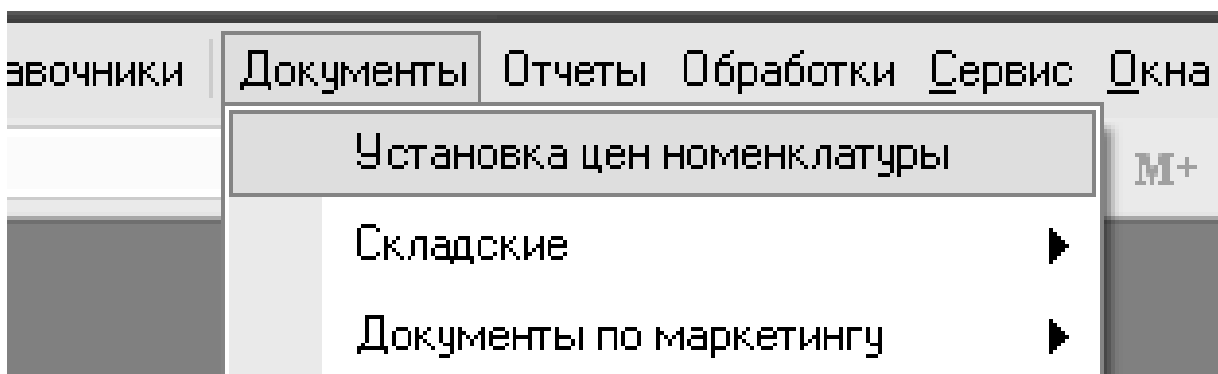 авочники Документы Отчеты Обработки Сервис Окна
Установка цен номенклатуры
M+
Складские
Документы по маркетингу